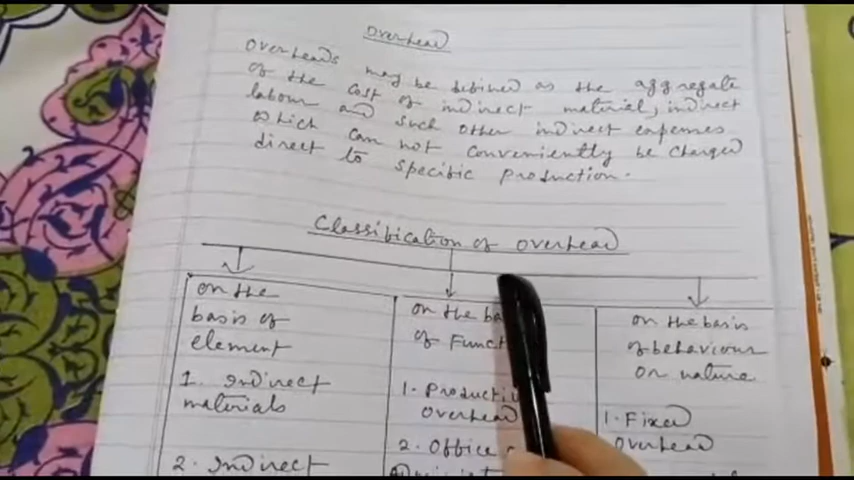 Overhead
Overheads may be defined as the aggregate
of the cost of indirect material, indirect
labour and such other indirect expenses
which can not conveniently be charged
direct to specific production.
Classification of overhead
on the
basis of
element
1. Indirect
materials
2. Indirect
on the
of
1.
overhead
2. Office
on the basis
of behaviour
or nature
1. Fixed
overhead